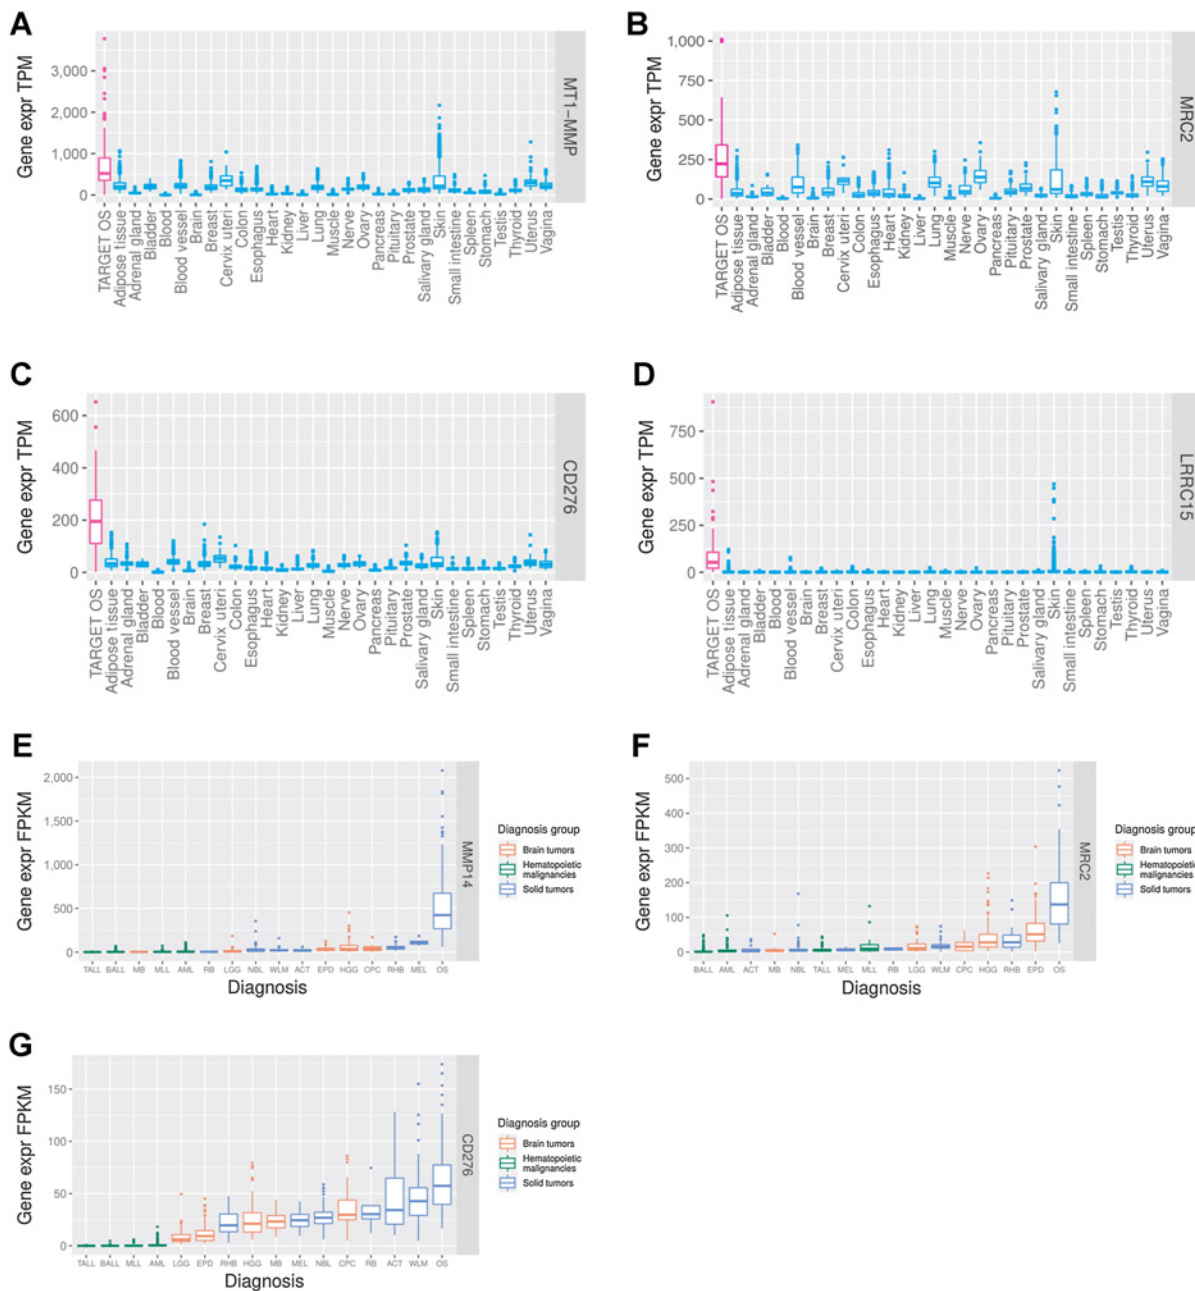 A
Gene expr TPM
3,000
2,000
1,000
0
MT1-MMP
TARGET OS
Adipose tissue
Adrenal gland
Bladder
Blood
Blood vessel
Brain
Breast
Cervix uteri
Colon
Esophagus
Heart
Kidney
Liver
Lung
Muscle
Nerve
Ovary
Pancreas
Pituitary
Prostate
Salivary gland
Skin
Small intestine
Spleen
Stomach
Testis
Thyroid
Uterus
Vagina
B
Gene expr TPM
1,000
750
500
250
0
MRC2
TARGET OS
Adipose tissue
Adrenal gland
Bladder
Blood
Blood vessel
Brain
Breast
Cervix uteri
Colon
Esophagus
Heart
Kidney
Liver
Lung
Muscle
Nerve
Ovary
Pancreas
Pituitary
Prostate
Salivary gland
Skin
Small intestine
Spleen
Stomach
Testis
Thyroid
Uterus
Vagina
C
Gene expr TPM
600
400
200
0
CD276
TARGET OS
Adipose tissue
Adrenal gland
Bladder
Blood
Blood vessel
Brain
Breast
Cervix uteri
Colon
Esophagus
Heart
Kidney
Liver
Lung
Muscle
Nerve
Ovary
Pancreas
Pituitary
Prostate
Salivary gland
Skin
Small intestine
Spleen
Stomach
Testis
Thyroid
Uterus
Vagina
D
Gene expr TPM
750
500
250
0
LRRC15
TARGET OS
Adipose tissue
Adrenal gland
Bladder
Blood
Blood vessel
Brain
Breast
Cervix uteri
Colon
Esophagus
Heart
Kidney
Liver
Lung
Muscle
Nerve
Ovary
Pancreas
Pituitary
Prostate
Salivary gland
Skin
Small intestine
Spleen
Stomach
Testis
Thyroid
Uterus
Vagina
E
Gene expr FPKM
2,000
1,500
1,000
500
0
MMP14
TALL BALL MB MLL AML RB LGG NBL WLM ACT EPD HGG CPC RHB MEL OS
Diagnosis
Diagnosis group
Brain tumors
Hematopoietic
malignancies
Solid tumors
F
Gene expr FPKM
500
400
300
200
100
0
MRC2
BALL AML ACT MB NBL TALL MEL MLL RB LGG WLM CPC HGG RHB EPD OS
Diagnosis
Diagnosis group
Brain tumors
Hematopoietic
malignancies
Solid tumors
G
Gene expr FPKM
150
100
50
0
CD276
TALL BALL MLL AML LGG EPD RHB HGG MB MEL NBL CPC RB ACT WLM OS
Diagnosis
Diagnosis group
Brain tumors
Hematopoietic
malignancies
Solid tumors